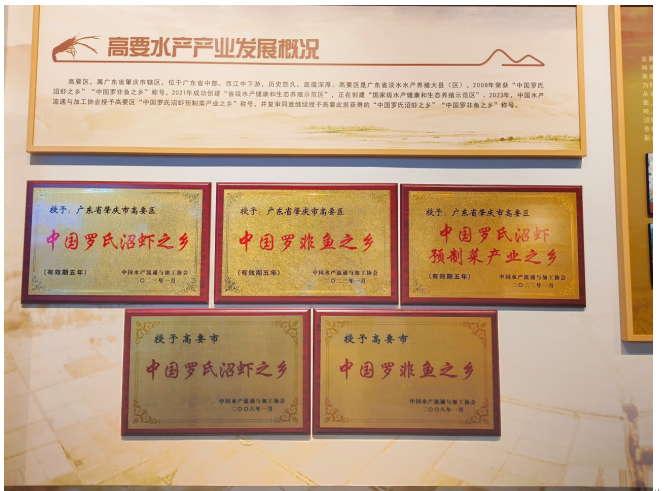 高要水产产业发展概况
高要区，属广东省肇庆市辖区，位于广东省中部、西江中下游，历史悠久，底蕴深厚。高要区是广东省级水产养殖大县（区），2008年荣获“中国罗氏
沼虾之乡”“中国罗非鱼之乡”称号，2021年成功创建“省级水产健康和生态养殖示范区”，正在创建“国家级水产健康和生态养殖示范区”，2023年，中国水产
流通与加工协会授予高要区“中国罗氏沼虾预制菜产业之乡”称号，并复审同意继续授予高要此前获得的“中国罗氏沼虾之乡”“中国罗非鱼之乡”称号。
授予：广东省肇庆市高要区
中国罗氏沼虾之乡
(有效期五年)
中国水产流通与加工协会
二〇二三年一月
授予：广东省肇庆市高要区
中国罗非鱼之乡
(有效期五年)
中国水产流通与加工协会
二〇二三年一月
授予：广东省肇庆市高要区
中国罗氏沼虾
预制菜产业之乡
(有效期五年)
中国水产流通与加工协会
二〇二三年一月
授予高要市
中国罗氏沼虾之乡
中国水产流通与加工协会
二〇〇八年一月
授予高要市
中国罗非鱼之乡
中国水产流通与加工协会
二〇〇八年一月